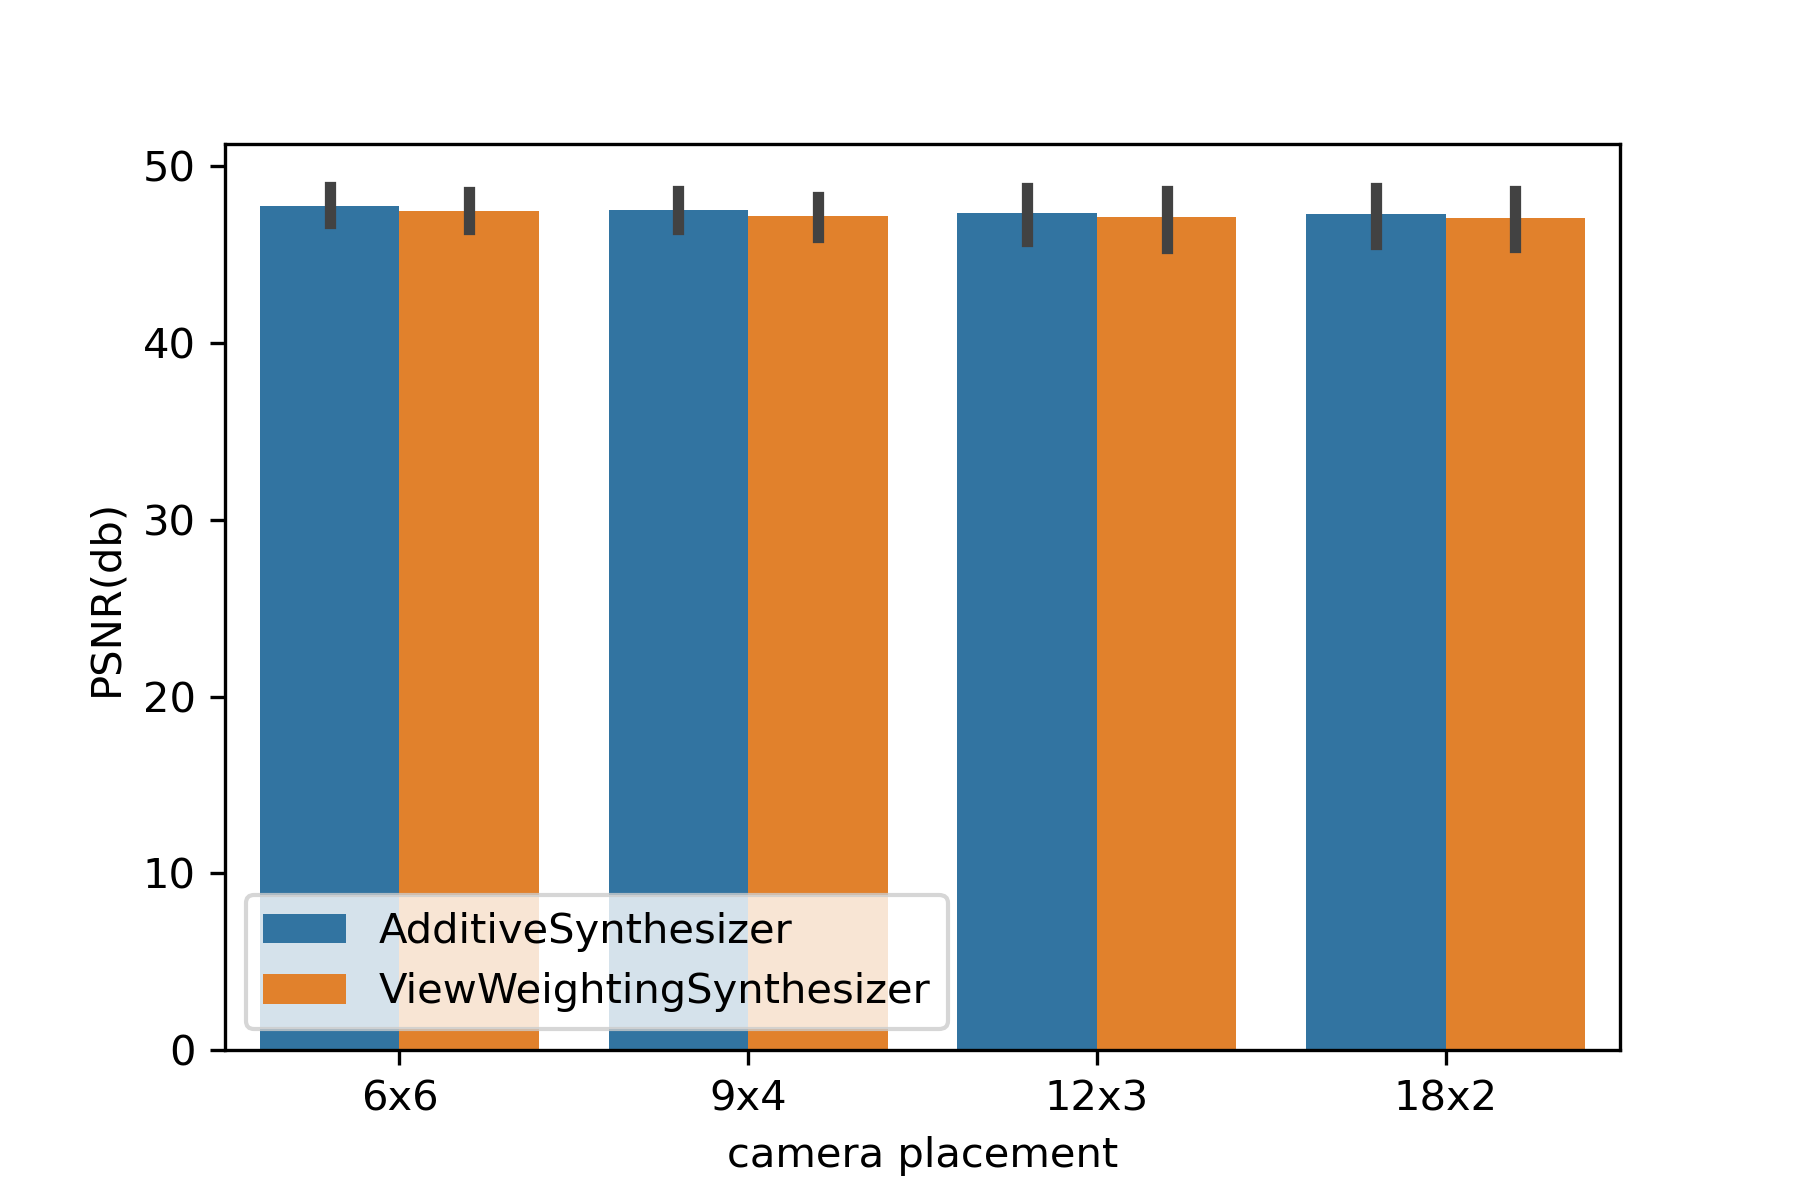 50
40
30
20
10
0
PSNR(db)
AdditiveSynthesizer
ViewWeightingSynthesizer
6x6 9x4 12x3 18x2
camera placement